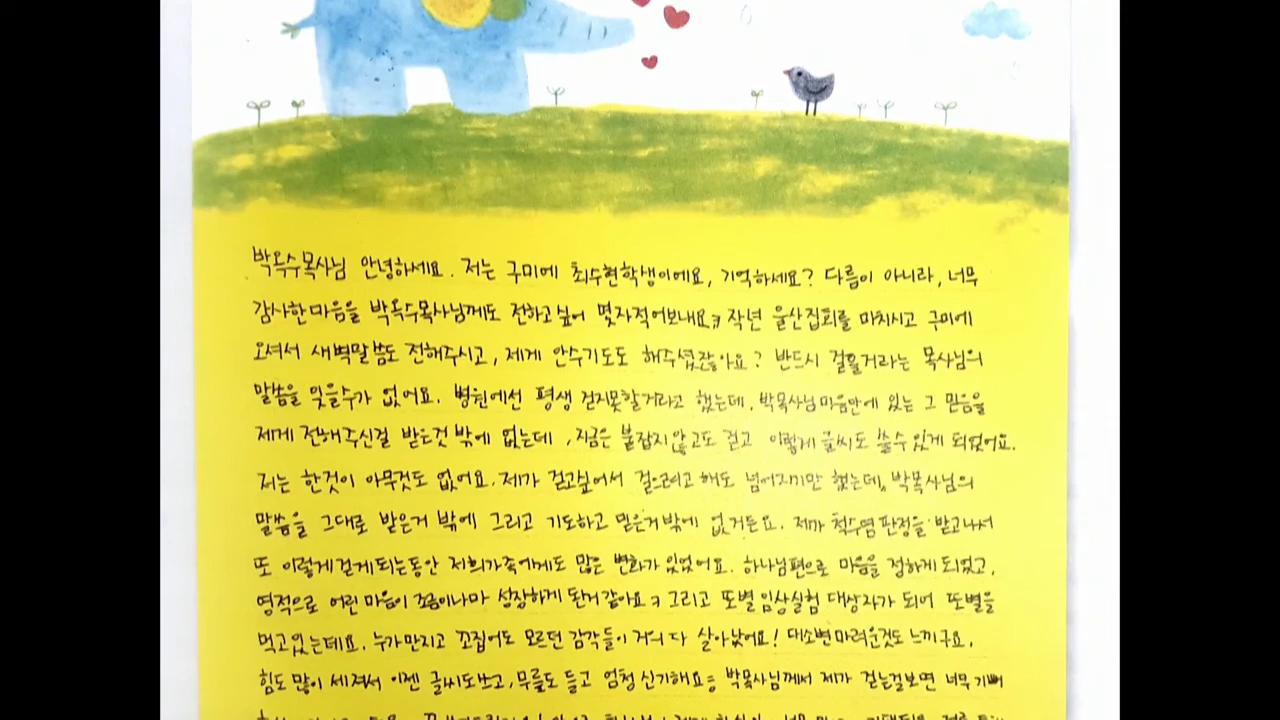 박옥수목사님 안녕하세요. 저는 구미에 최수현학생이에요, 기억하세요? 다름이 아니라, 너무
감사한마음을 박옥수목사님께도 전하고싶어 몇자적어보내요ㅋ 작년 울산집회를 마치시고 구미에
오셔서 새벽말씀도 전해주시고, 제게 안수기도도 해주셨잖아요? 반드시 걸흘거라는 목사님의
말씀을 잊을수가 없어요. 병원에선 평생 걷지못할거라고 했는데, 박목사님마음안에 있는 그 믿음을
제게 전해주신걸 받은것 밖에 없는데, 지금은 붙잡지않고도 걷고 이렇게 글씨도 쓸수있게 되었어요.
저는 한것이 아무것도 없어요. 제가 걷고싶어서 걸으려고 해도 넘어지기만 했는데, 박목사님의
말씀을 그대로 받은거 밖에 그리고 기도하고 믿은거밖에 없거든요. 제가 척수염판정을 받고나서
또 이렇게걷게되는동안 저희가족에게도 많은 변화가 있었어요. 하나님편으로 마음을 정하게되었고,
영적으로 어린 마음이 조금이나마 성장하게 된거같아요ㅋ 그리고 또별임상실험 대상자가 되어 또별을
먹고있는데요. 누가만지고 꼬집어도 모르던 감각들이 거의 다 살아났어요! 대소변마려운것도 느끼구요,
힘도 많이 세져서 이젠 글씨도쓰고, 무릎도 들고 엄청신기해요 박목사님께서 제가 걷는걸보면 너무기뻐